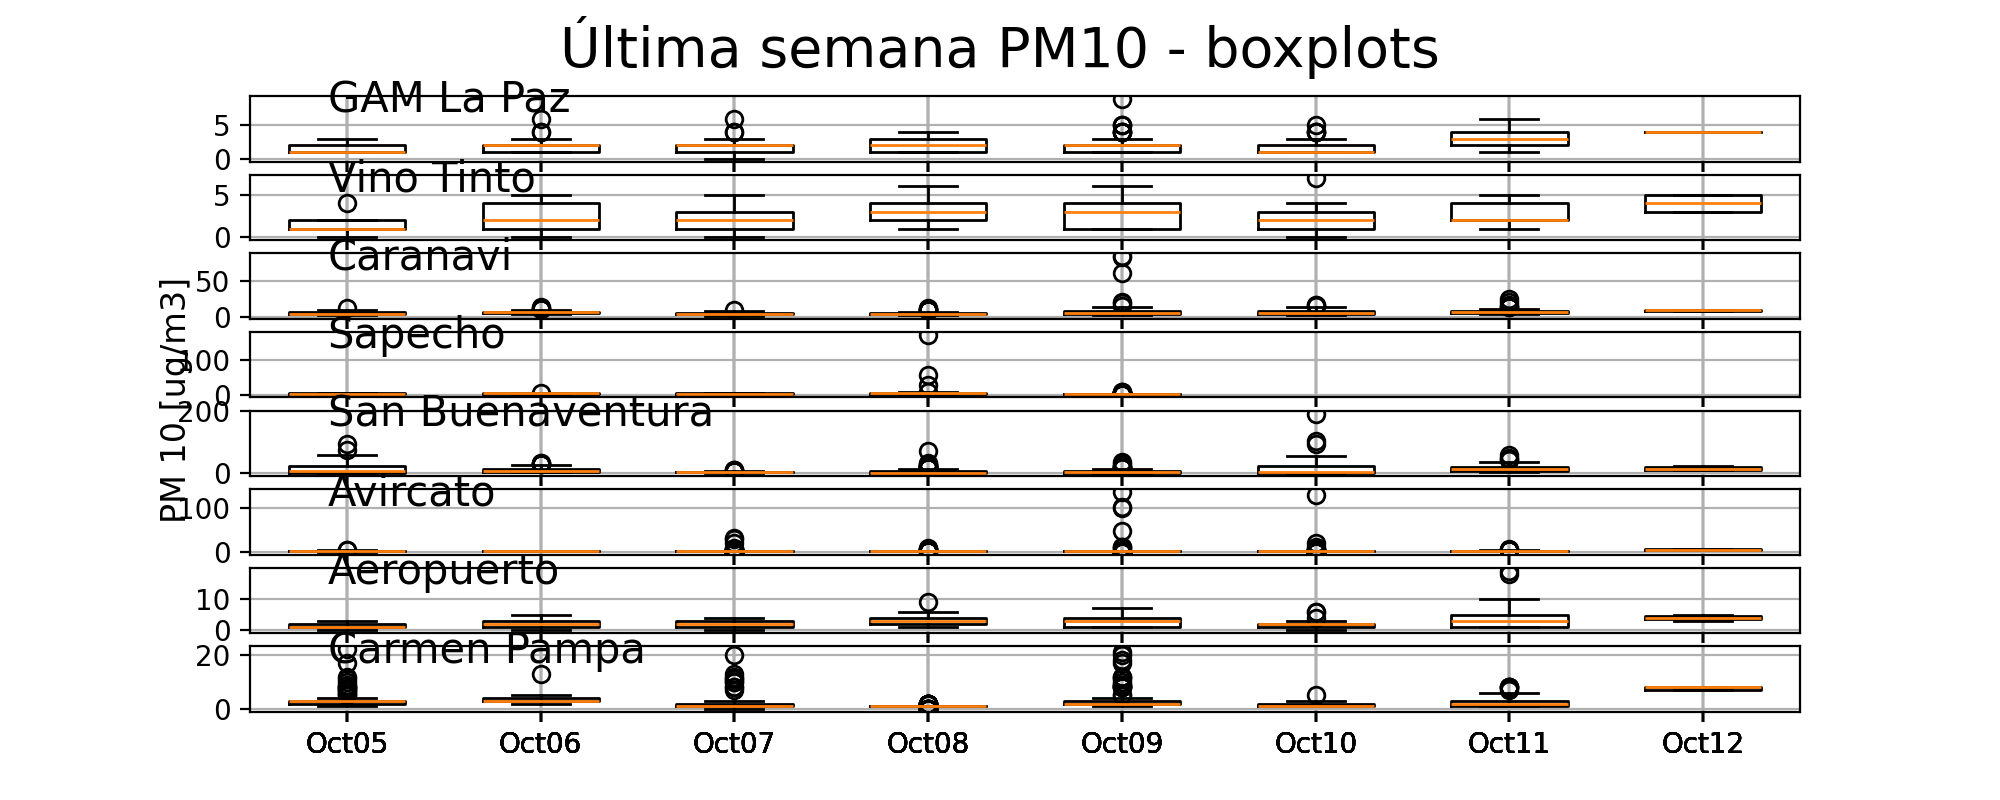 Última semana PM10 - boxplots
GAM La Paz
5
0
Vino Tinto
5
0
Caranavi
50
0
Sapecho
100
0
San Buenaventura
200
0
Avircato
100
0
Aeropuerto
10
0
Carmen Pampa
20
0
PM 10 [ug/m3]
Oct05 Oct06 Oct07 Oct08 Oct09 Oct10 Oct11 Oct12